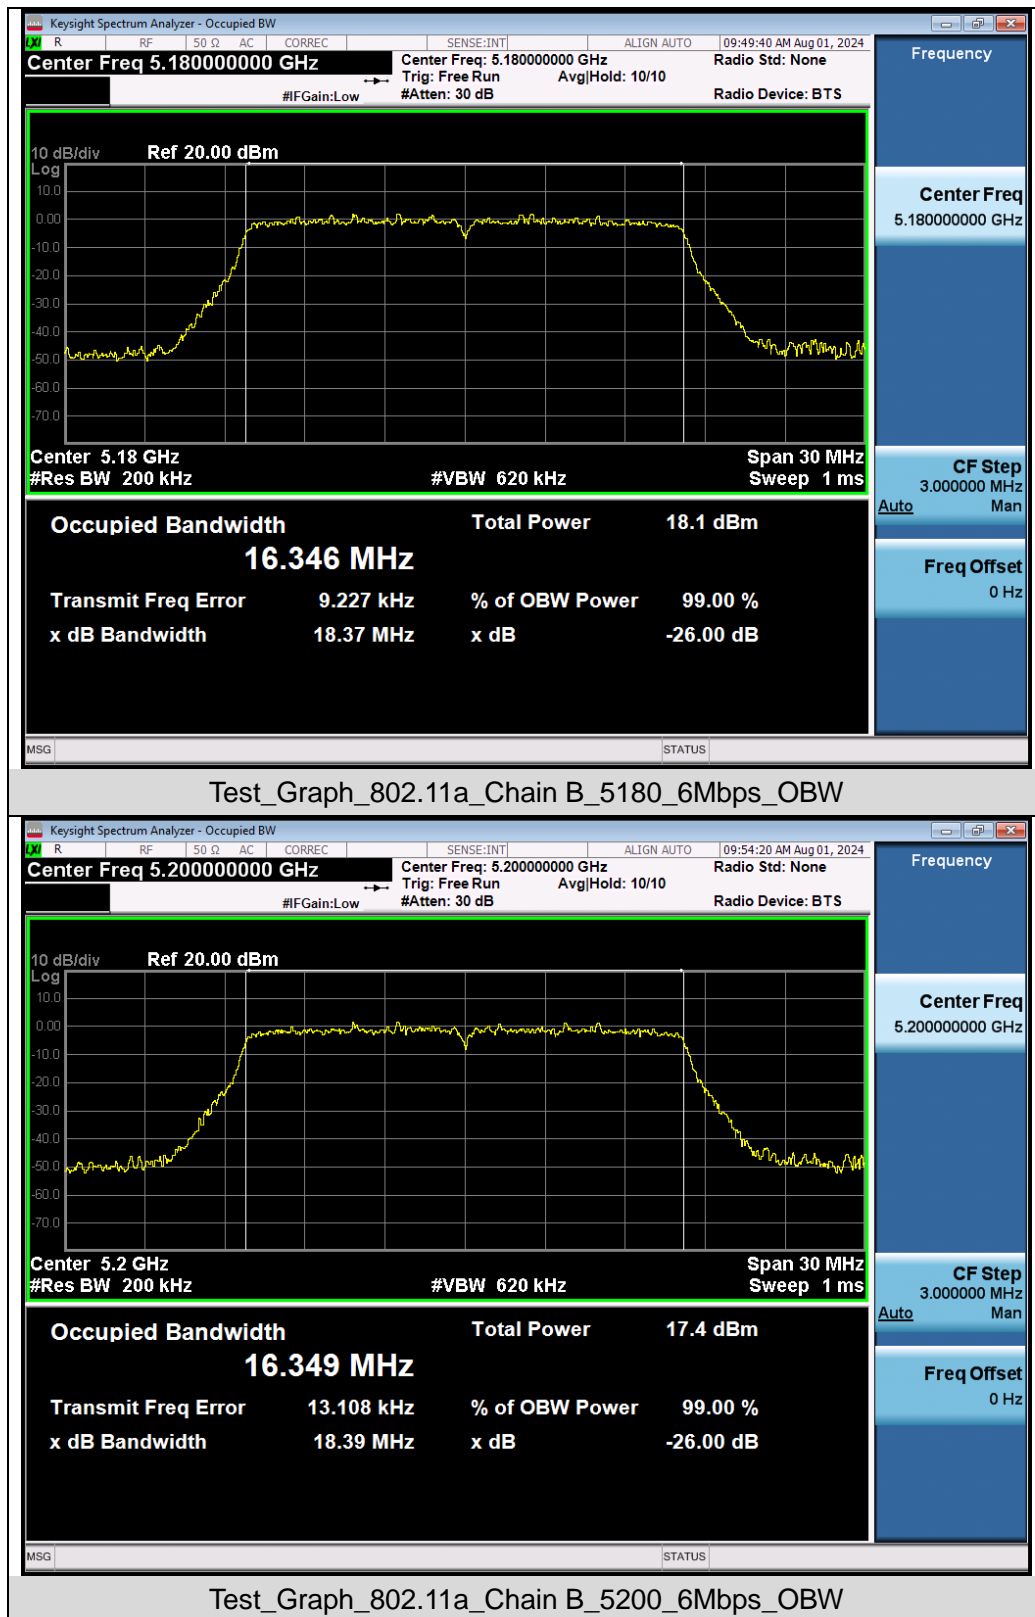 Keysight Spectrum Analyzer - Occupied BW
LXI R RF 50 Ω AC CORREC SENSE:INT ALIGN AUTO 09:49:40 AM Aug 01, 2024
Center Freq 5.180000000 GHz Center Freq: 5.180000000 GHz Radio Std: None
Trig: Free Run Avg|Hold: 10/10
#IFGain:Low #Atten: 30 dB Radio Device: BTS
Frequency
10 dB/div Ref 20.00 dBm
Log
10.0
0.00
-10.0
-20.0
-30.0
-40.0
-50.0
-60.0
-70.0
Center 5.18 GHz Span 30 MHz
#Res BW 200 kHz #VBW 620 kHz Sweep 1 ms
Center Freq
5.180000000 GHz
CF Step
3.000000 MHz
Auto Man
Freq Offset
0 Hz
Occupied Bandwidth Total Power 18.1 dBm
16.346 MHz
Transmit Freq Error 9.227 kHz % of OBW Power 99.00 %
x dB Bandwidth 18.37 MHz x dB -26.00 dB
MSG STATUS
Test_Graph_802.11a_Chain B_5180_6Mbps_OBW
Keysight Spectrum Analyzer - Occupied BW
LXI R RF 50 Ω AC CORREC SENSE:INT ALIGN AUTO 09:54:20 AM Aug 01, 2024
Center Freq 5.200000000 GHz Center Freq: 5.200000000 GHz Radio Std: None
Trig: Free Run Avg|Hold: 10/10
#IFGain:Low #Atten: 30 dB Radio Device: BTS
Frequency
10 dB/div Ref 20.00 dBm
Log
10.0
0.00
-10.0
-20.0
-30.0
-40.0
-50.0
-60.0
-70.0
Center 5.2 GHz Span 30 MHz
#Res BW 200 kHz #VBW 620 kHz Sweep 1 ms
Center Freq
5.200000000 GHz
CF Step
3.000000 MHz
Auto Man
Freq Offset
0 Hz
Occupied Bandwidth Total Power 17.4 dBm
16.349 MHz
Transmit Freq Error 13.108 kHz % of OBW Power 99.00 %
x dB Bandwidth 18.39 MHz x dB -26.00 dB
MSG STATUS
Test_Graph_802.11a_Chain B_5200_6Mbps_OBW